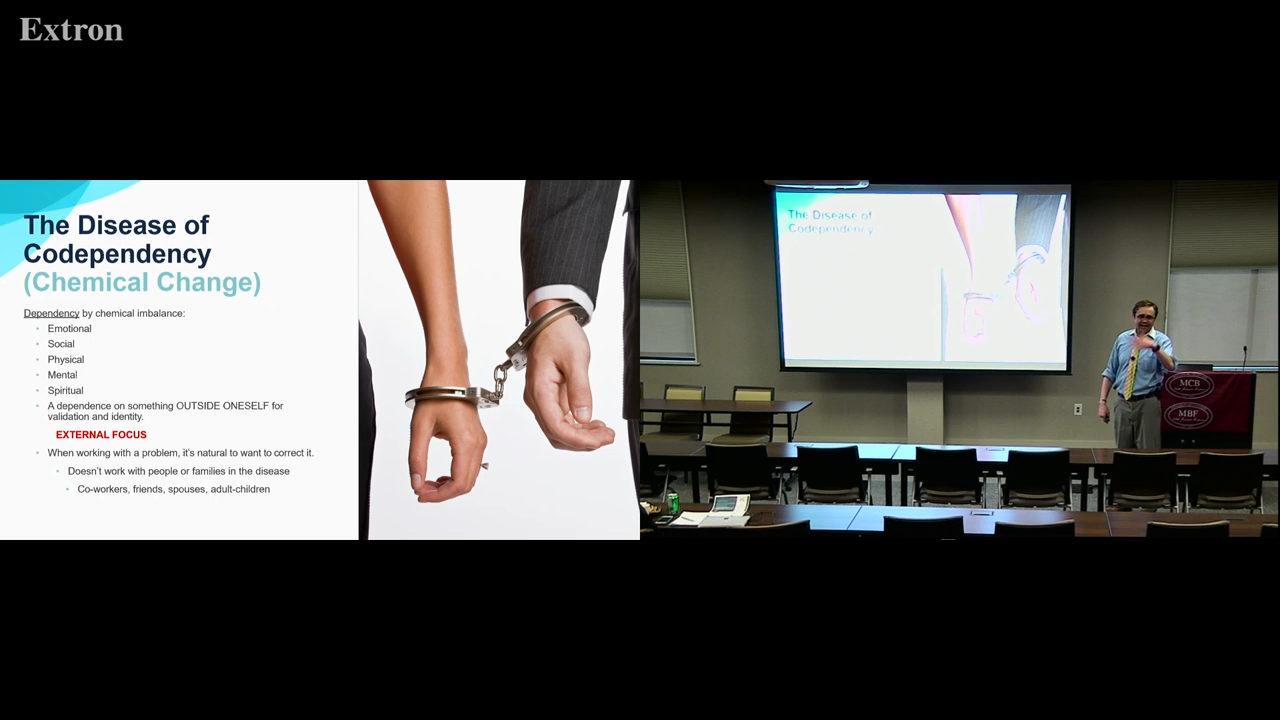 Extron
The Disease of
Codependency
(Chemical Change)
Dependency by chemical imbalance:
• Emotional
• Social
• Physical
• Mental
• Spiritual
• A dependence on something OUTSIDE ONESELF for
validation and identity.
EXTERNAL FOCUS
• When working with a problem, it's natural to want to correct it.
• Doesn't work with people or families in the disease
• Co-workers, friends, spouses, adult-children
The Disease of
Codependency
MCB
MBF